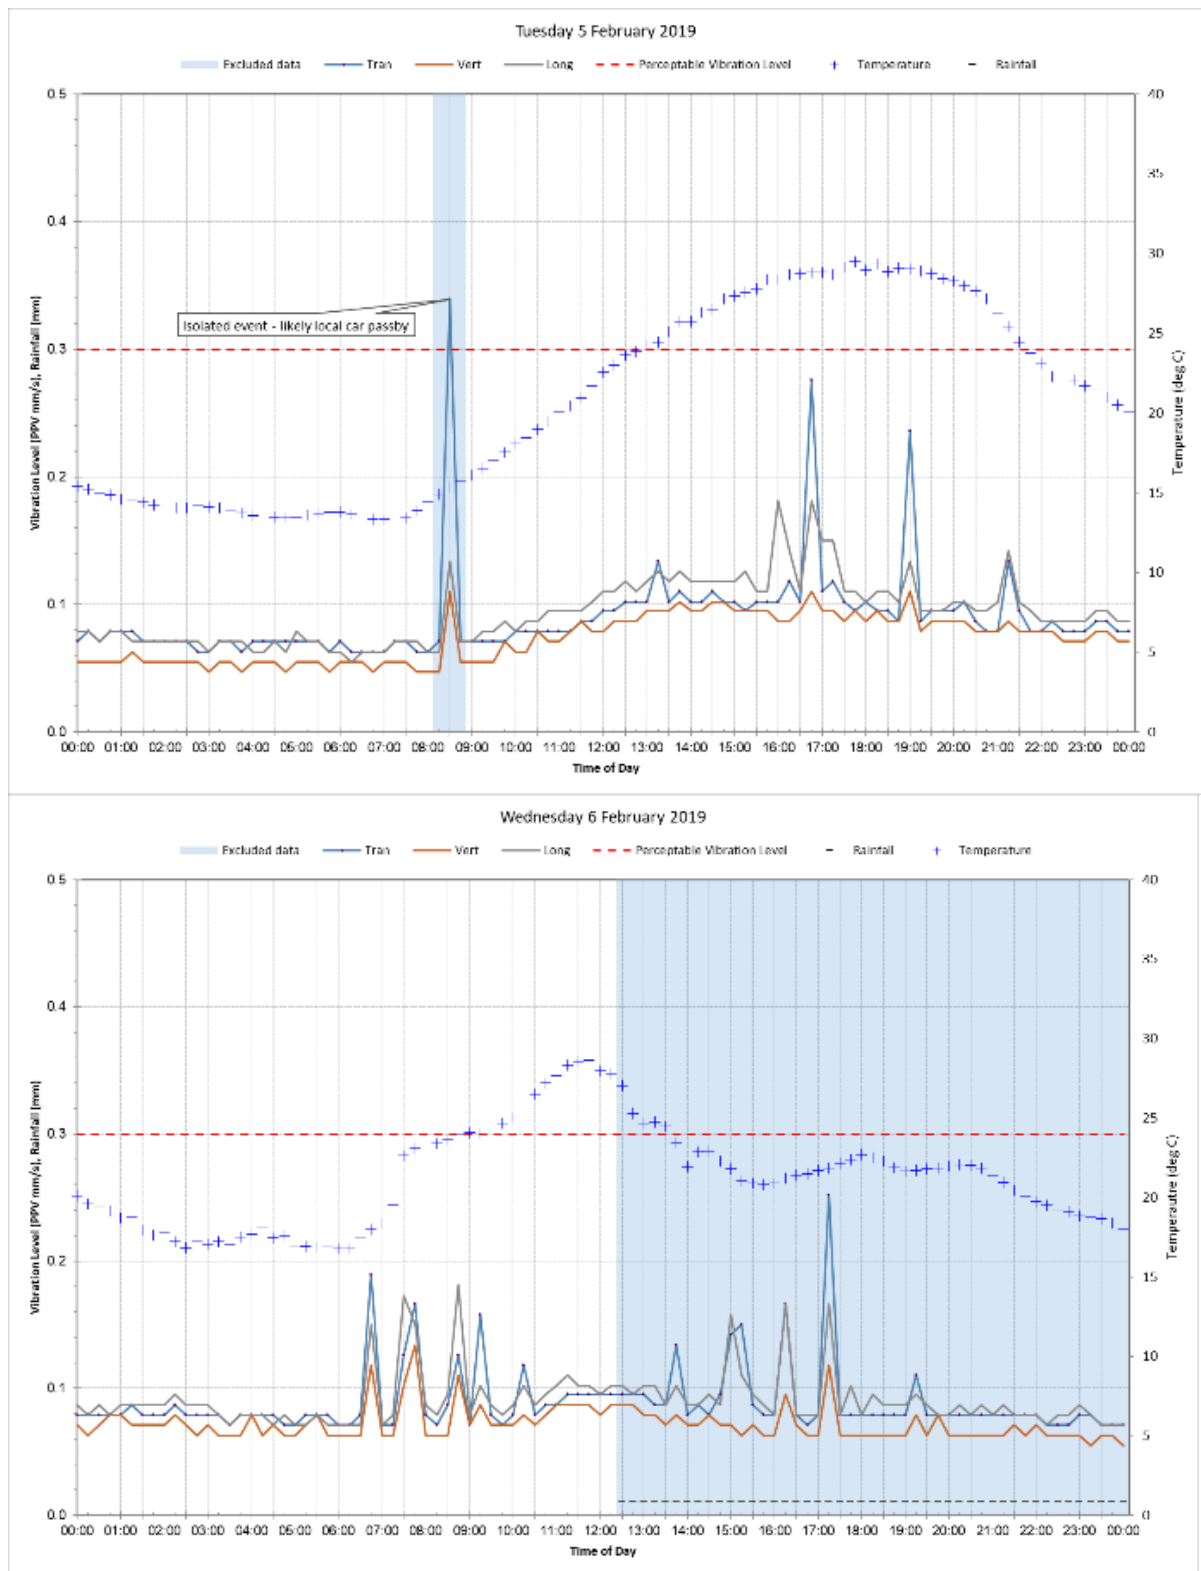 Tuesday 5 February 2019
Excluded data Tran Vert Long Perceptable Vibration Level Temperature Rainfall
0.5 40
35
0.4
30
Isolated event - likely local car passby
0.3 25
20
0.2
15
10
0.1
5
0.0 0
Vibration Level (PPV mm/s), Rainfall (mm)
Temperature (deg C)
00:00 01:00 02:00 03:00 04:00 05:00 06:00 07:00 08:00 09:00 10:00 11:00 12:00 13:00 14:00 15:00 16:00 17:00 18:00 19:00 20:00 21:00 22:00 23:00 00:00
Time of Day
Wednesday 6 February 2019
Excluded data Tran Vert Long Perceptable Vibration Level Rainfall Temperature
0.5 40
35
0.4
30
0.3 25
20
0.2
15
0.1 10
5
0.0 0
Vibration Level (PPV mm/s), Rainfall (mm)
Temperautre (deg C)
00:00 01:00 02:00 03:00 04:00 05:00 06:00 07:00 09:00 10:00 11:00 12:00 13:00 14:00 15:00 16:00 17:00 18:00 19:00 20:00 21:00 22:00 23:00 00:00
Time of Day